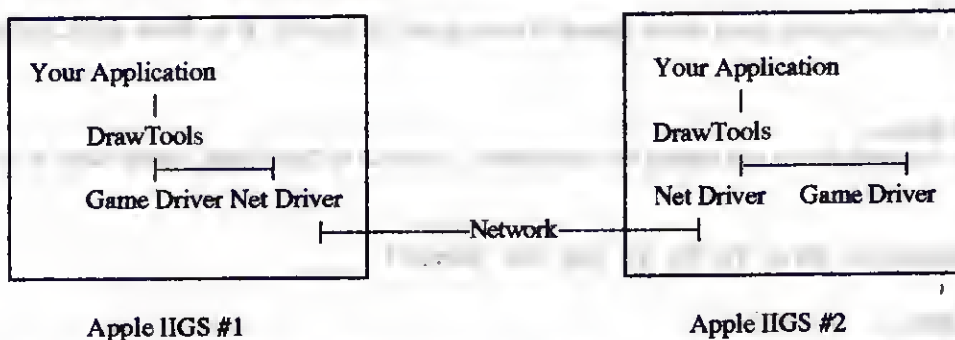 Your Application
DrawTools
Game Driver Net Driver
Your Application
DrawTools
Net Driver Game Driver
Network
Apple IIGS #1
Apple IIGS #2